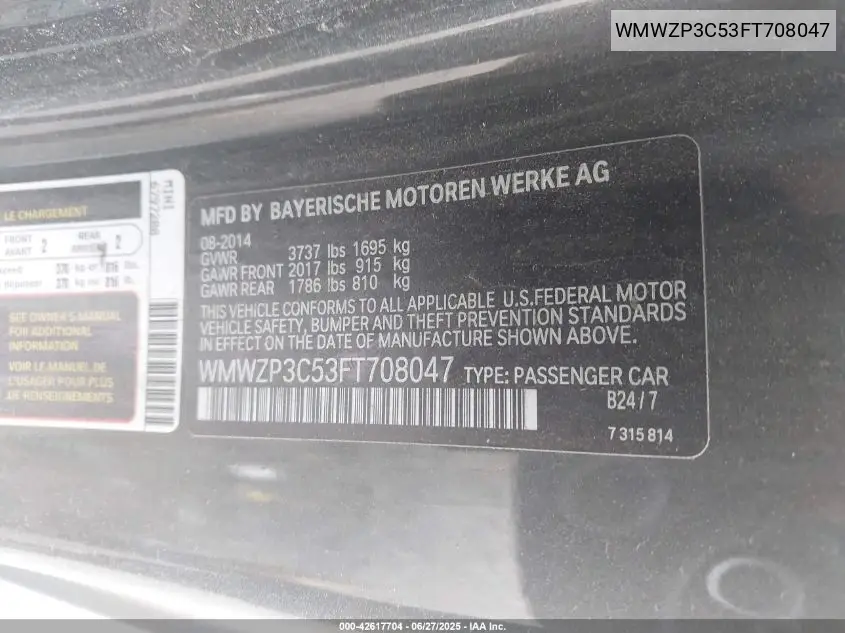 WMWZP3C53FT708047
MINI
LE CHARGEMENT
FRONT
AVANT 2
REAR
2
SEE OWNER'S MANUAL
FOR ADDITIONAL
INFORMATION
VOIR LE MANUEL DE
L'USAGER POUR PLUS
DE RENSEIGNEMENTS
MFD BY BAYERISCHE MOTOREN WERKE AG
08-2014
GVWR 3737 lbs 1695 kg
GAWR FRONT 2017 lbs 915 kg
GAWR REAR 1786 lbs 810 kg
THIS VEHICLE CONFORMS TO ALL APPLICABLE U.S.FEDERAL MOTOR
VEHICLE SAFETY, BUMPER AND THEFT PREVENTION STANDARDS
IN EFFECT ON THE DATE OF MANUFACTURE SHOWN ABOVE.
WMWZP3C53FT708047 TYPE: PASSENGER CAR
B24/7
7 315 814
000-42617704 - 06/27/2025 - IAA Inc.